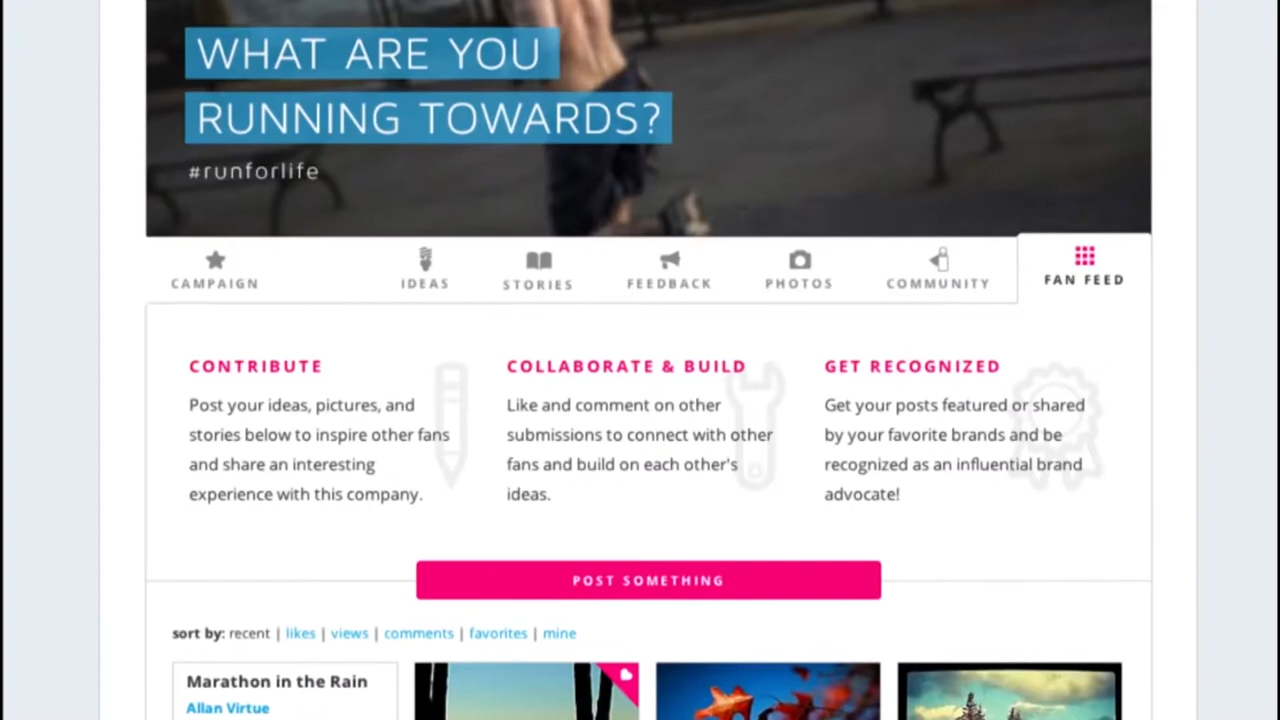 WHAT ARE YOU
RUNNING TOWARDS?
#runforlife
CAMPAIGN
IDEAS
STORIES
FEEDBACK
PHOTOS
COMMUNITY
FAN FEED
CONTRIBUTE
Post your ideas, pictures, and
stories below to inspire other fans
and share an interesting
experience with this company.
COLLABORATE & BUILD
Like and comment on other
submissions to connect with other
fans and build on each other's
ideas.
GET RECOGNIZED
Get your posts featured or shared
by your favorite brands and be
recognized as an influential brand
advocate!
POST SOMETHING
sort by: recent | likes | views | comments | favorites | mine
Marathon in the Rain
Allan Virtue